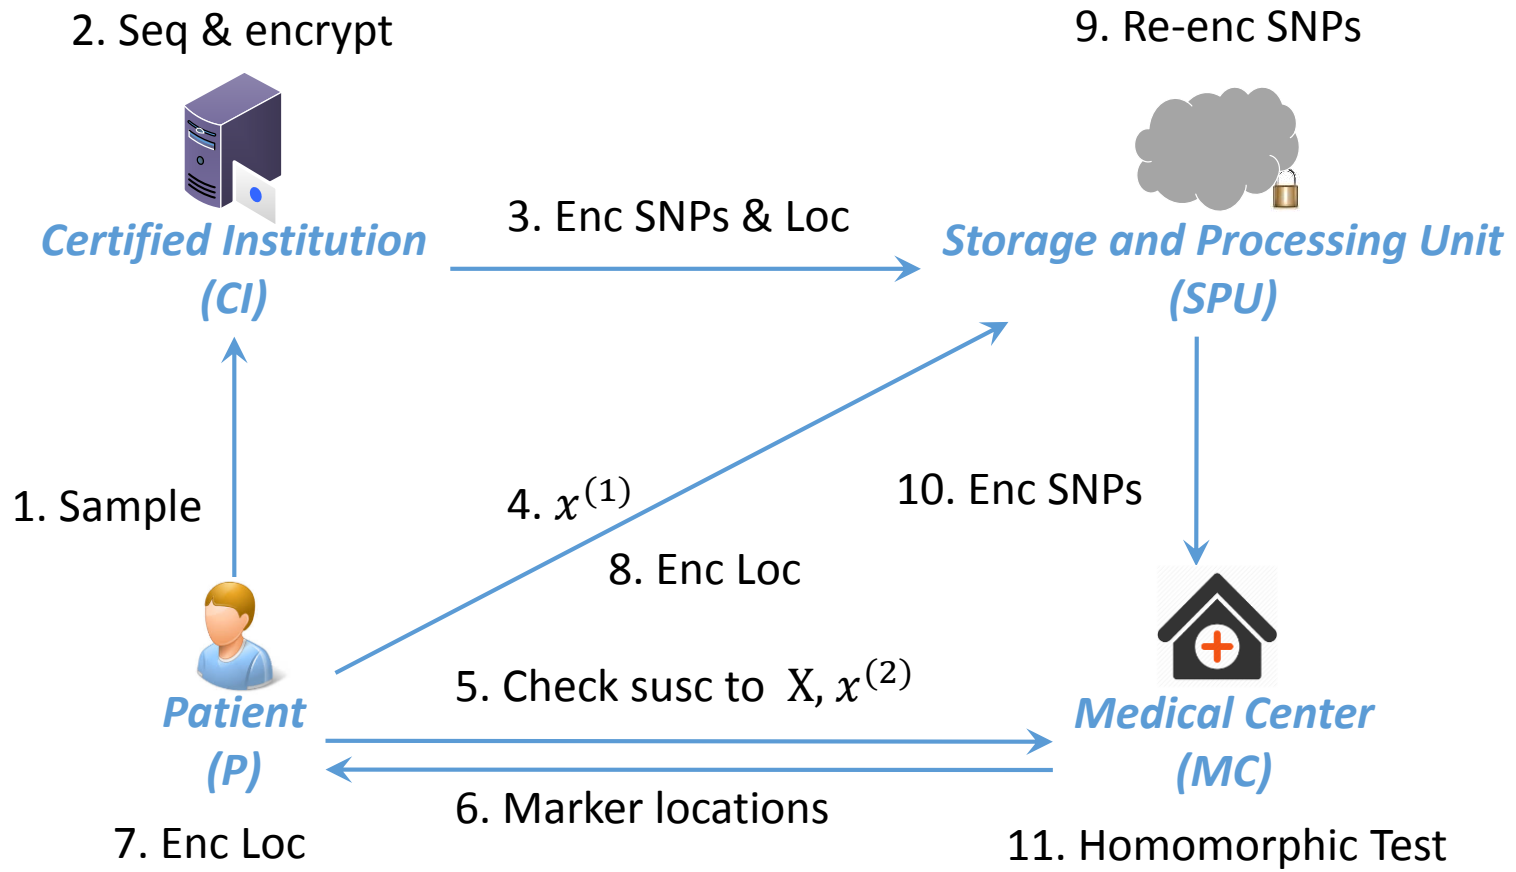 2. Seq & encrypt
9. Re-enc SNPs
Certified Institution
(CI)
3. Enc SNPs & Loc
Storage and Processing Unit
(SPU)
1. Sample
4. x⁽¹⁾
10. Enc SNPs
8. Enc Loc
5. Check susc to X, x⁽²⁾
Patient
(P)
Medical Center
(MC)
6. Marker locations
7. Enc Loc
11. Homomorphic Test